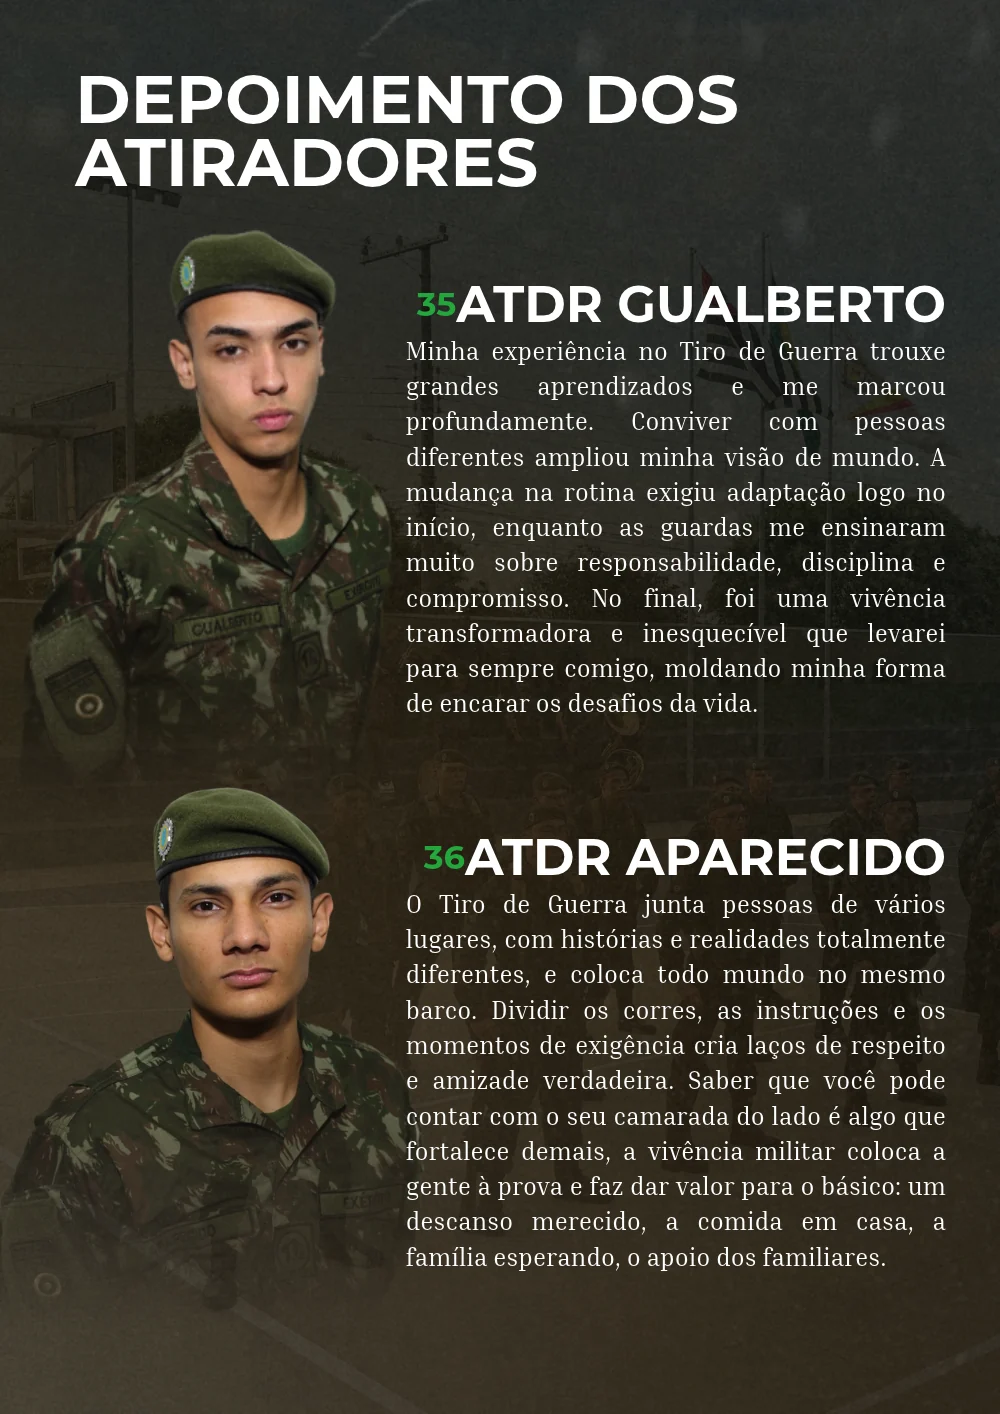 DEPOIMENTO DOS
ATIRADORES
35ATDR GUALBERTO
Minha experiência no Tiro de Guerra trouxe
grandes aprendizados e me marcou
profundamente. Conviver com pessoas
diferentes ampliou minha visão de mundo. A
mudança na rotina exigiu adaptação logo no
início, enquanto as guardas me ensinaram
muito sobre responsabilidade, disciplina e
compromisso. No final, foi uma vivência
transformadora e inesquecível que levarei
para sempre comigo, moldando minha forma
de encarar os desafios da vida.
GUALBERTO
36ATDR APARECIDO
O Tiro de Guerra junta pessoas de vários
lugares, com histórias e realidades totalmente
diferentes, e coloca todo mundo no mesmo
barco. Dividir os corres, as instruções e os
momentos de exigência cria laços de respeito
e amizade verdadeira. Saber que você pode
contar com o seu camarada do lado é algo que
fortalece demais, a vivência militar coloca a
gente à prova e faz dar valor para o básico: um
descanso merecido, a comida em casa, a
família esperando, o apoio dos familiares.